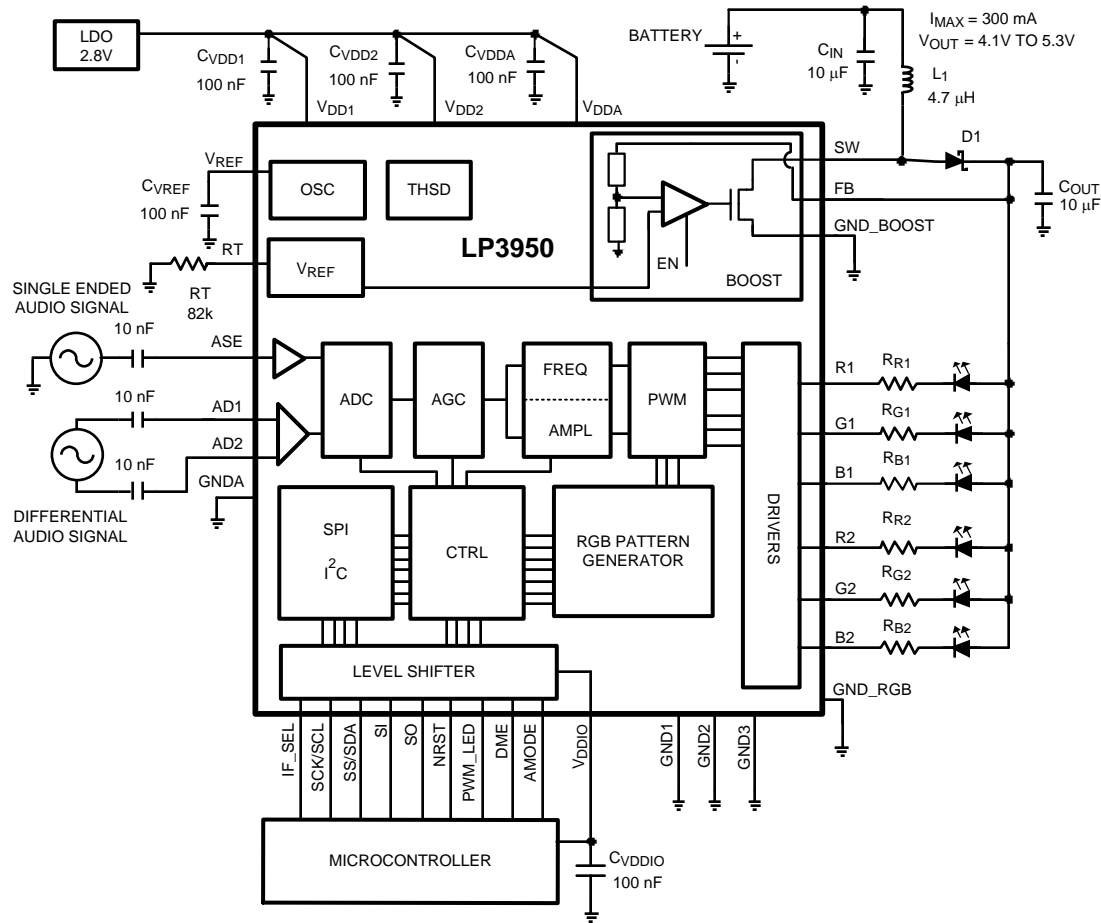 LDO
2.8V
CVDD1
100 nF
CVDD2
100 nF
CVDDA
100 nF
BATTERY
+
-
CIN
10 μF
IMAX = 300 mA
VOUT = 4.1V TO 5.3V
L1
4.7 μH
VDD1
VDD2
VDDA
VREF
CVREF
100 nF
OSC
THSD
LP3950
RT
RT
82k
VREF
EN
BOOST
SW
D1
FB
COUT
10 μF
GND_BOOST
SINGLE ENDED
AUDIO SIGNAL
10 nF
ASE
10 nF
AD1
AD2
10 nF
GNDA
DIFFERENTIAL
AUDIO SIGNAL
ADC
AGC
FREQ
AMPL
PWM
DRIVERS
R1
RR1
G1
RG1
B1
RB1
R2
RR2
G2
RG2
B2
RB2
GND_RGB
SPI
I2C
CTRL
RGB PATTERN
GENERATOR
LEVEL SHIFTER
IF_SEL
SCK/SCL
SS/SDA
SI
SO
NRST
PWM_LED
DME
AMODE
VDDIO
GND1
GND2
GND3
MICROCONTROLLER
CVDDIO
100 nF